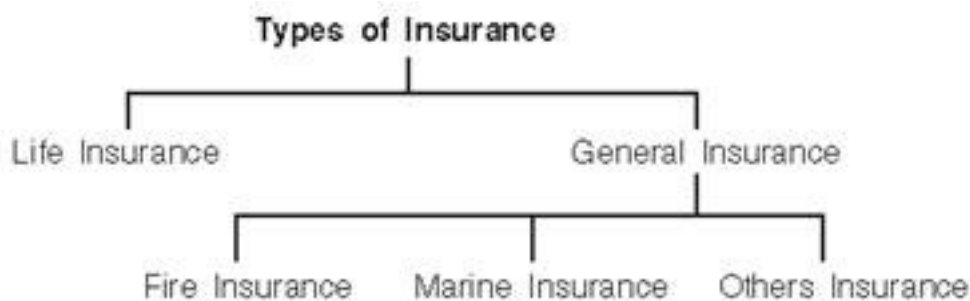 Types of Insurance
Life Insurance General Insurance
Fire Insurance Marine Insurance Others Insurance